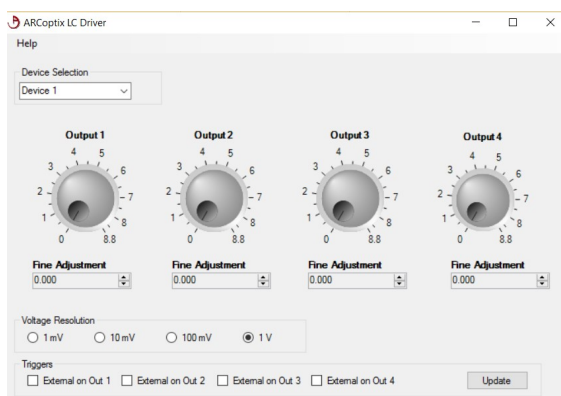 ARCoptix LC Driver
Help
Device Selection
Device 1
Output 1 Output 2 Output 3 Output 4
4 5 4 5 4 5 4 5
3 6 3 6 3 6 3 6
2 7 2 7 2 7 2 7
1 8 1 8 1 8 1 8
0 8.8 0 8.8 0 8.8 0 8.8
Fine Adjustment Fine Adjustment Fine Adjustment Fine Adjustment
0.000 0.000 0.000 0.000
Voltage Resolution
1 mV 10 mV 100 mV 1 V
Triggers
External on Out 1 External on Out 2 External on Out 3 External on Out 4 Update